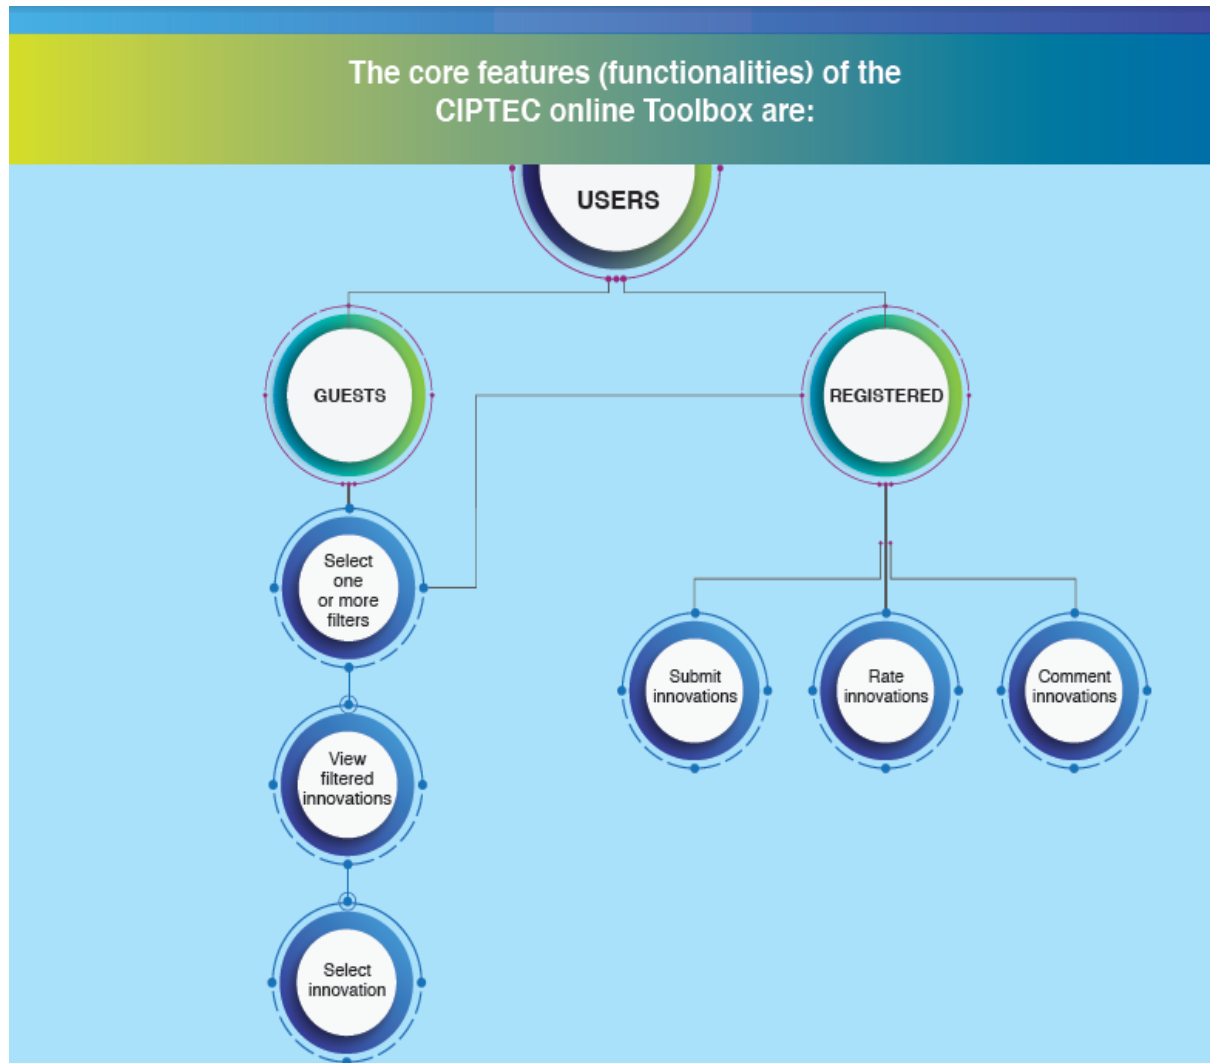 The core features (functionalities) of the
CIPTEC online Toolbox are:
USERS
GUESTS
REGISTERED
Select
one
or more
filters
Submit
innovations
Rate
innovations
Comment
innovations
View
filtered
innovations
Select
innovation